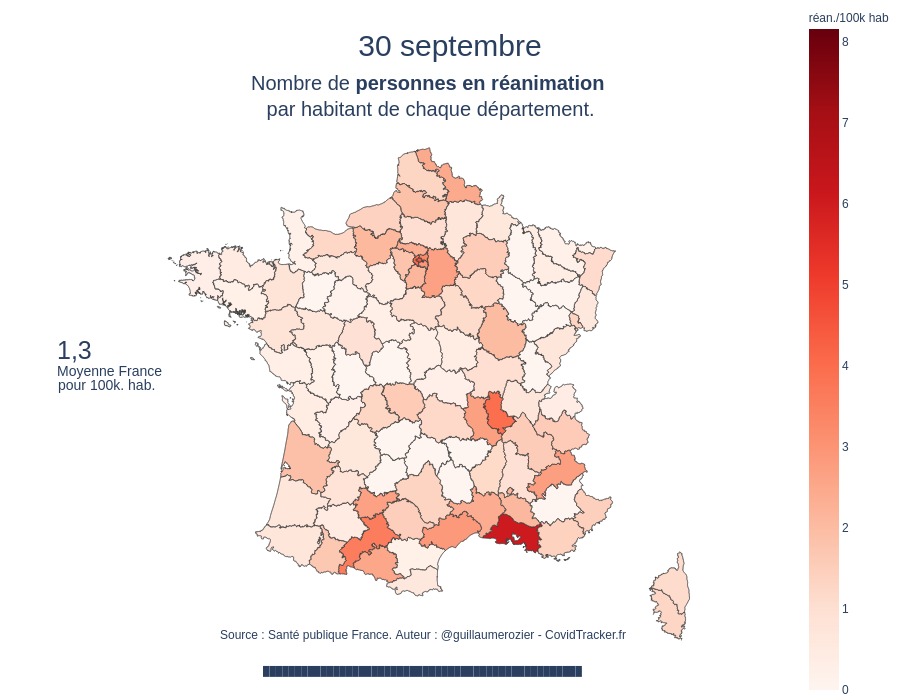 réan./100k hab
30 septembre
Nombre de personnes en réanimation
par habitant de chaque département.
8
7
6
5
4
3
2
1
0
1,3
Moyenne France
pour 100k. hab.
Source : Santé publique France. Auteur : @guillaumerozier - CovidTracker.fr